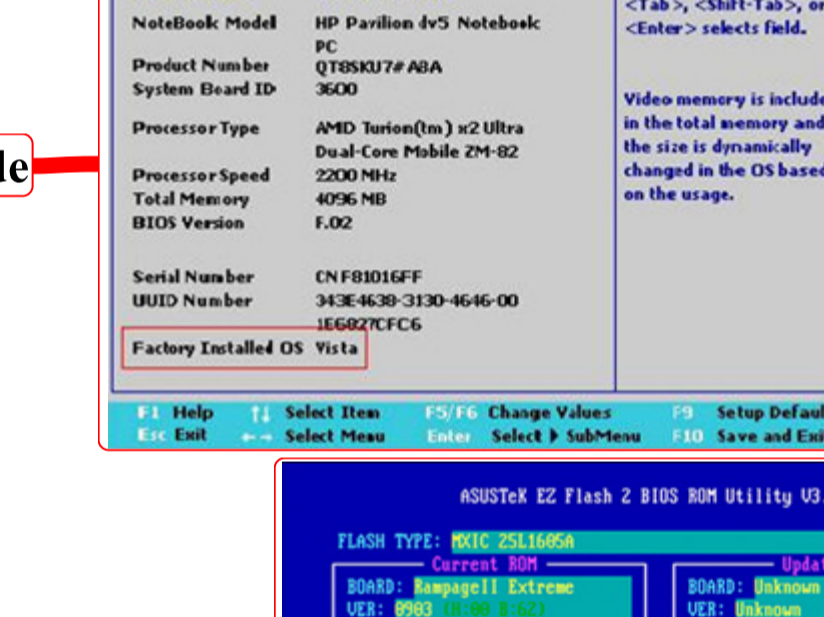 <Tab>, <Shift-Tab>, or
<Enter> selects field.
NoteBook Model HP Pavilion dv5 Notebook
PC
Product Number QT8SKU7#ABA
System Board ID 3600
Processor Type AMD Turion(tm) x2 Ultra
Dual-Core Mobile ZM-82
Processor Speed 2200 MHz
Total Memory 4096 MB
BIOS Version F.02
Serial Number CNF81016FF
UUID Number 343E4638-3130-4646-00
1E6827CFC6
Factory Installed OS Vista
Video memory is include
in the total memory and
the size is dynamically
changed in the OS based
on the usage.
de
F1 Help ↑↓ Select Item F5/F6 Change Values F9 Setup Defaul
Esc Exit ←→ Select Menu Enter Select ▶ SubMenu F10 Save and Exi
ASUSTeK EZ Flash 2 BIOS ROM Utility V3.
FLASH TYPE: MXIC 25L1605A
Current ROM
BOARD: RampageII Extreme
VER: 0903 (H:00 B:62)
Updat
BOARD: Unknown
VER: Unknown